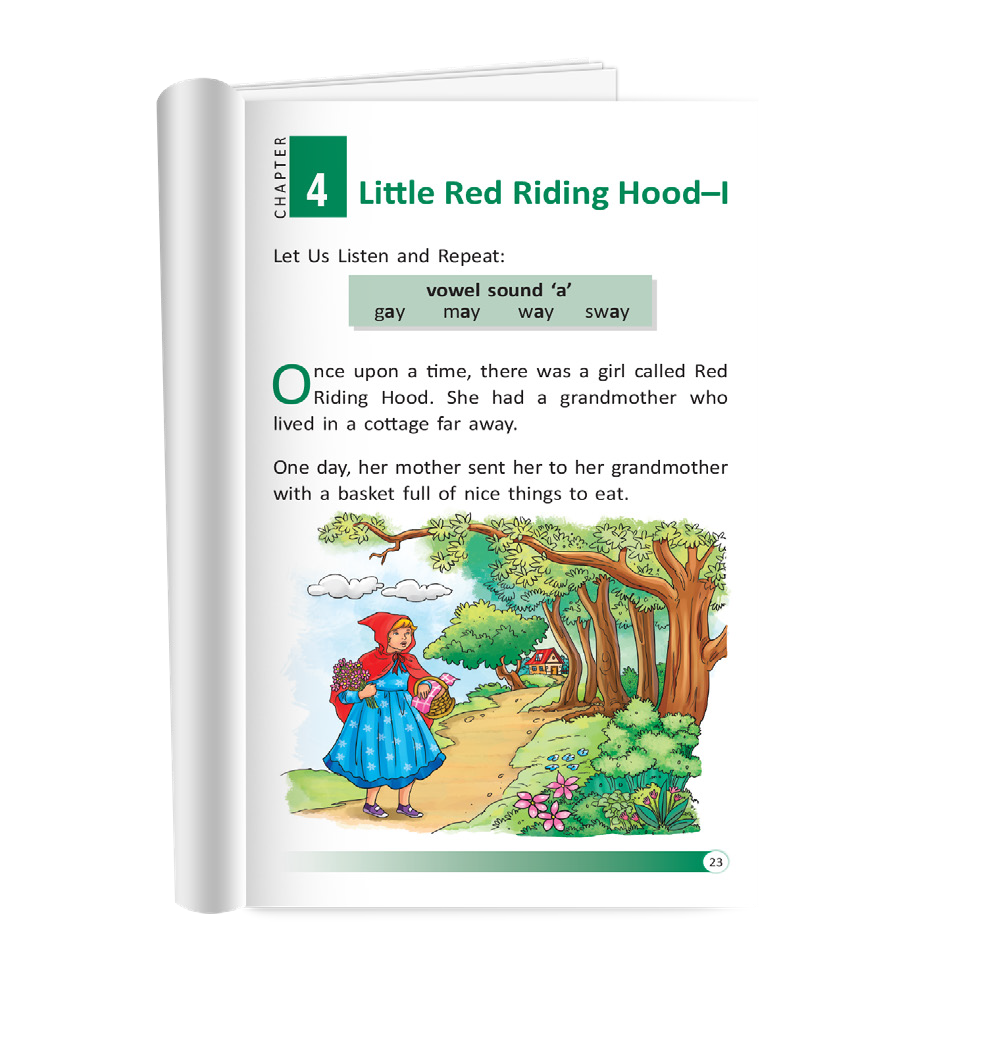 CHAPTER
4
Little Red Riding Hood–I
Let Us Listen and Repeat:
vowel sound ‘a’
gay may way sway
Once upon a time, there was a girl called Red
Riding Hood. She had a grandmother who
lived in a cottage far away.
One day, her mother sent her to her grandmother
with a basket full of nice things to eat.
23